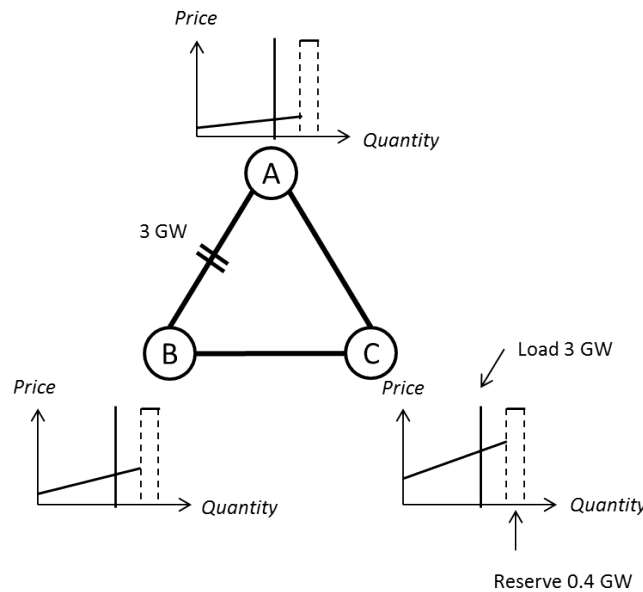 Price
Quantity
A
3 GW
B
C
Load 3 GW
Price
Price
Quantity
Quantity
Reserve 0.4 GW